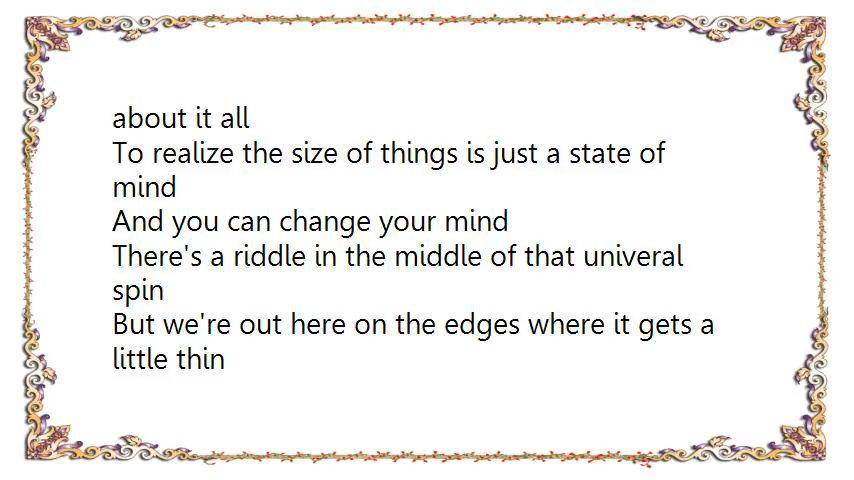 about it all
To realize the size of things is just a state of
mind
And you can change your mind
There's a riddle in the middle of that univeral
spin
But we're out here on the edges where it gets a
little thin